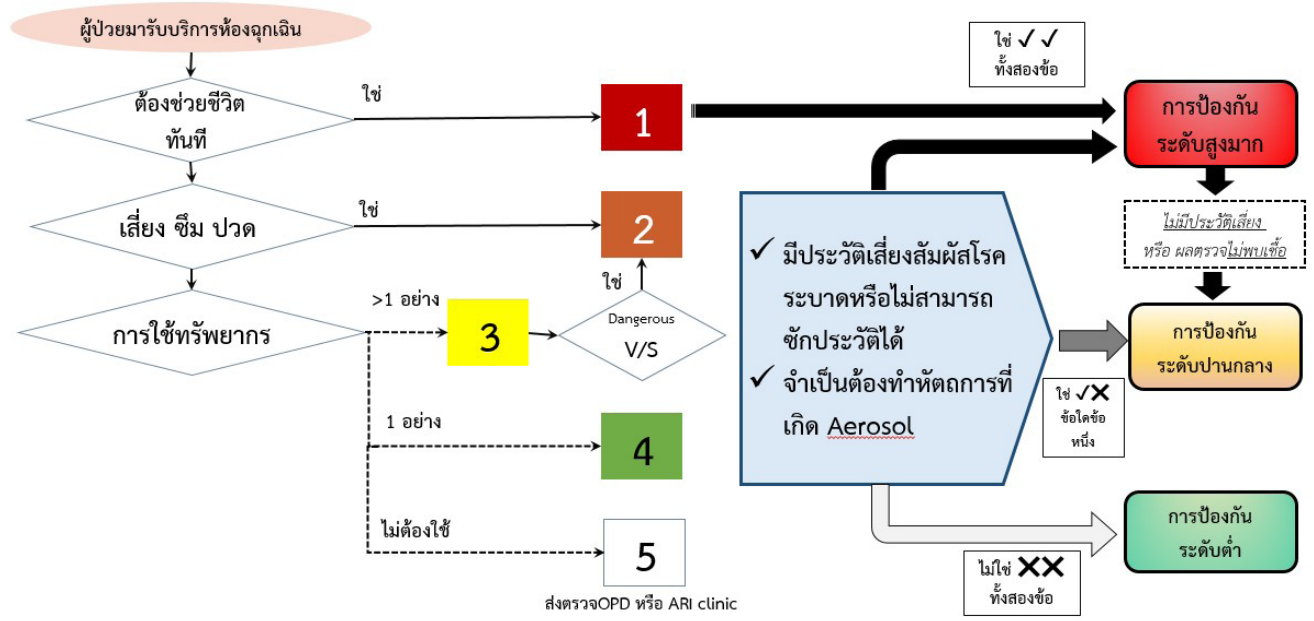 ผู้ป่วยมารับบริการห้องฉุกเฉิน
ต้องช่วยชีวิต
ทันที
ใช่
1
เสี่ยง ซึม ปวด
ใช่
2
การใช้ทรัพยากร
>1 อย่าง
3
ใช่
Dangerous
V/S
1 อย่าง
4
ไม่ต้องใช้
5
ส่งตรวจOPD หรือ ARI clinic
✓ มีประวัติเสี่ยงสัมผัสโรค
ระบาดหรือไม่สามารถ
ซักประวัติได้
✓ จำเป็นต้องทำหัตถการที่
เกิด Aerosol
ใช่ ✓ ✓
ทั้งสองข้อ
การป้องกัน
ระดับสูงมาก
ไม่มีประวัติเสี่ยง
หรือ ผลตรวจไม่พบเชื้อ
การป้องกัน
ระดับปานกลาง
ใช่ ✓✕
ข้อใดข้อ
หนึ่ง
การป้องกัน
ระดับต่ำ
ไม่ใช่ ✕✕
ทั้งสองข้อ